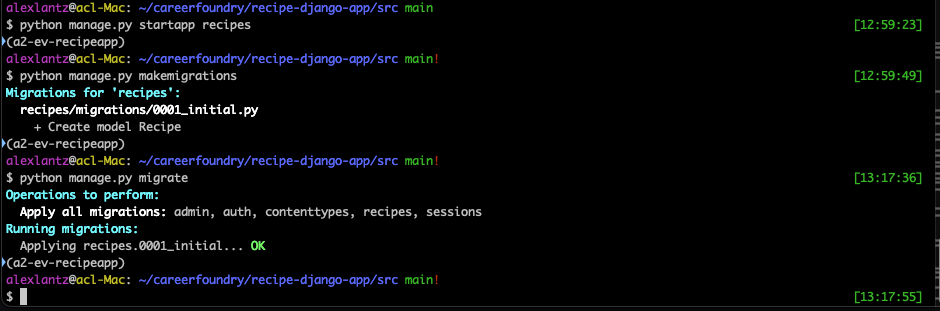 alexlantz@acl-Mac: ~/careerfoundry/recipe-django-app/src main
$ python manage.py startapp recipes [12:59:23]
(a2-ev-recipeapp)
alexlantz@acl-Mac: ~/careerfoundry/recipe-django-app/src main!
$ python manage.py makemigrations [12:59:49]
Migrations for 'recipes':
recipes/migrations/0001_initial.py
+ Create model Recipe
(a2-ev-recipeapp)
alexlantz@acl-Mac: ~/careerfoundry/recipe-django-app/src main!
$ python manage.py migrate [13:17:36]
Operations to perform:
Apply all migrations: admin, auth, contenttypes, recipes, sessions
Running migrations:
Applying recipes.0001_initial... OK
(a2-ev-recipeapp)
alexlantz@acl-Mac: ~/careerfoundry/recipe-django-app/src main!
$ [13:17:55]